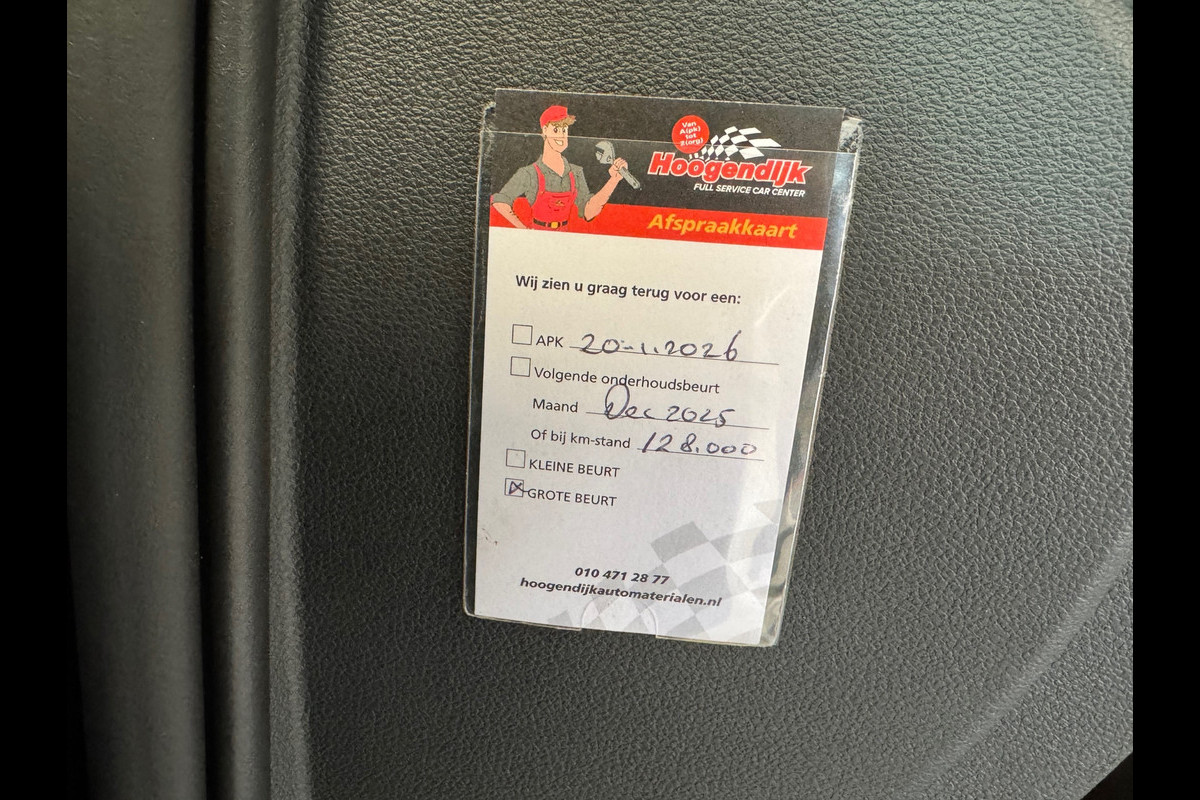 Van
A(pk)
tot
Z(org)
Hoogendijk
FULL SERVICE CAR CENTER
Afspraakkaart
Wij zien u graag terug voor een:
APK 20-1.2026
Volgende onderhoudsbeurt
Maand Dec 2025
Of bij km-stand 128.000
KLEINE BEURT
GROTE BEURT
010 471 28 77
hoogendijkautomaterialen.nl